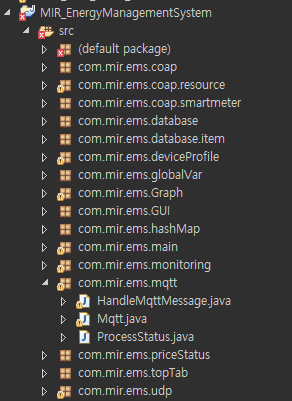 MIR_EnergyManagementSystem
src
(default package)
com.mir.ems.coap
com.mir.ems.coap.resource
com.mir.ems.coap.smartmeter
com.mir.ems.database
com.mir.ems.database.item
com.mir.ems.deviceProfile
com.mir.ems.globalVar
com.mir.ems.Graph
com.mir.ems.GUI
com.mir.ems.hashMap
com.mir.ems.main
com.mir.ems.monitoring
com.mir.ems.mqtt
HandleMqttMessage.java
Mqtt.java
ProcessStatus.java
com.mir.ems.priceStatus
com.mir.ems.topTab
com.mir.ems.udp